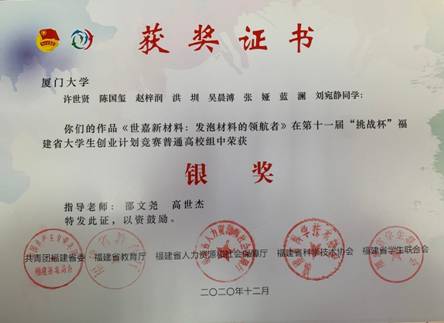 获奖证书
厦门大学
许世贤 陈国玺 赵梓润 洪圳 吴晨溥 张娅 蓝澜 刘宛静同学:
你们的作品《世嘉新材料:发泡材料的领航者》在第十一届“挑战杯”福
建省大学生创业计划竞赛普通高校组中荣获
银奖
指导老师: 邵文尧 高世杰
特发此证,以资鼓励。
共青团福建省委 福建省教育厅 福建省人力资源和社会保障厅 福建省科学技术协会 福建省学生联合会
二〇二〇年十二月